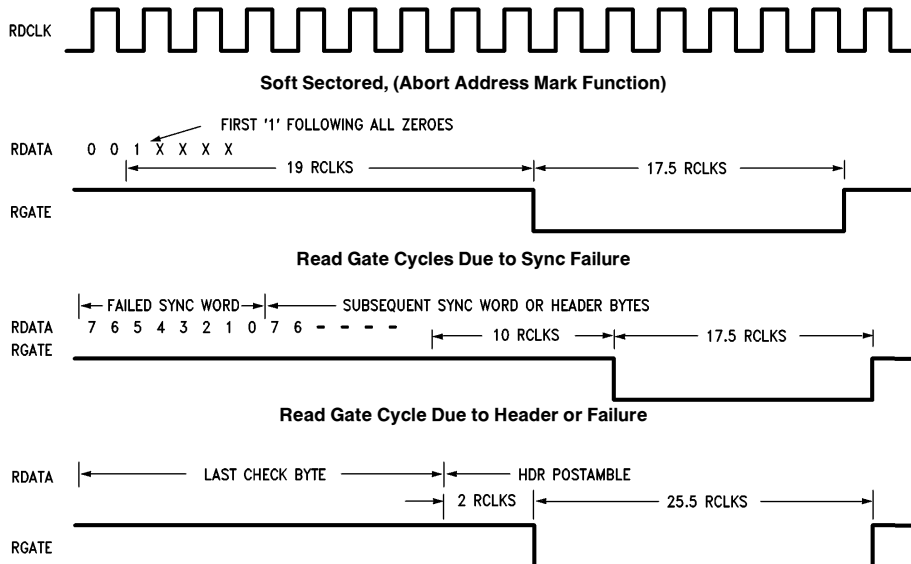 RDCLK
Soft Sectored, (Abort Address Mark Function)
FIRST '1' FOLLOWING ALL ZEROES
RDATA 0 0 1 X X X X
19 RCLKS 17.5 RCLKS
RGATE
Read Gate Cycles Due to Sync Failure
FAILED SYNC WORD SUBSEQUENT SYNC WORD OR HEADER BYTES
RDATA 7 6 5 4 3 2 1 0 7 6 - - - -
RGATE 10 RCLKS 17.5 RCLKS
Read Gate Cycle Due to Header or Failure
RDATA LAST CHECK BYTE HDR POSTAMBLE
2 RCLKS 25.5 RCLKS
RGATE